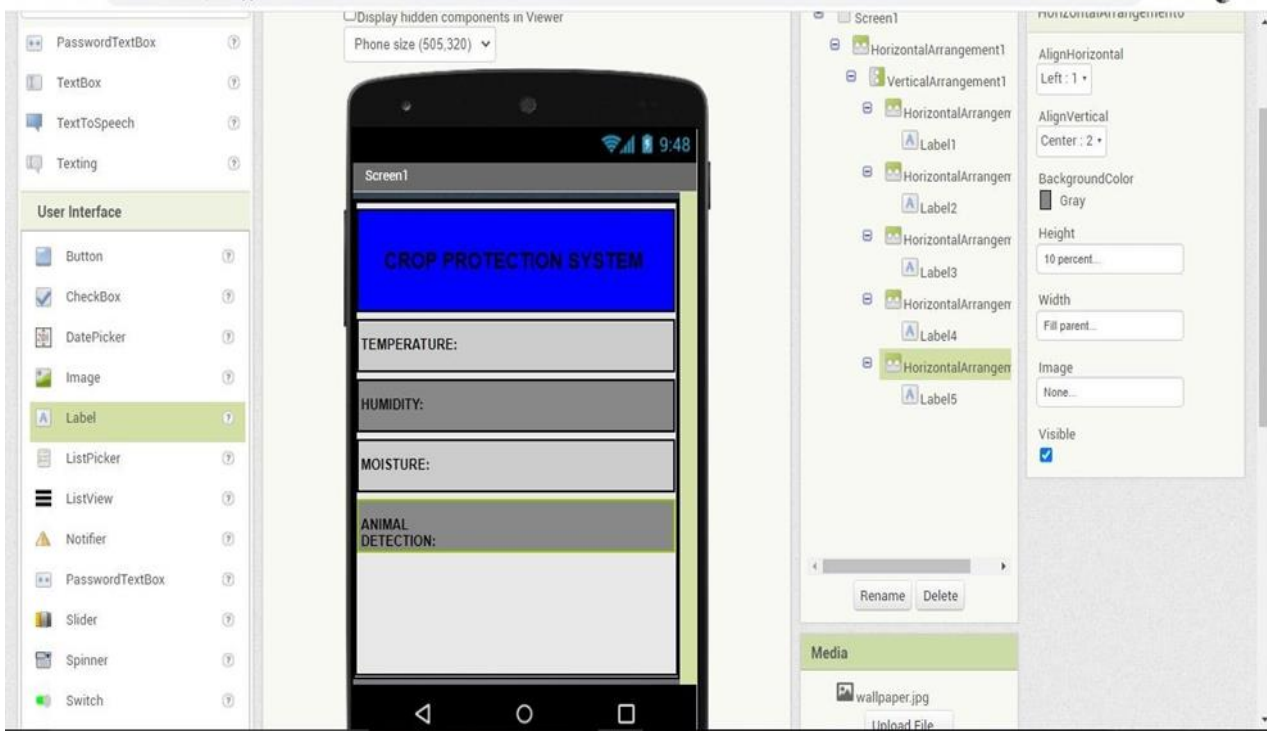 PasswordTextBox
TextBox
TextToSpeech
Texting
User Interface
Button
CheckBox
DatePicker
Image
Label
ListPicker
ListView
Notifier
PasswordTextBox
Slider
Spinner
Switch
Display hidden components in Viewer
Phone size (505,320)
9:48
Screen1
CROP PROTECTION SYSTEM
TEMPERATURE:
HUMIDITY:
MOISTURE:
ANIMAL
DETECTION:
Screen1
HorizontalArrangement1
VerticalArrangement1
HorizontalArrangem
A Label1
HorizontalArrangem
A Label2
HorizontalArrangem
A Label3
HorizontalArrangem
A Label4
HorizontalArrangem
A Label5
Rename Delete
Media
wallpaper.jpg
Upload File
HorizontalArrangement6
AlignHorizontal
Left : 1
AlignVertical
Center : 2
BackgroundColor
Gray
Height
10 percent...
Width
Fill parent...
Image
None...
Visible